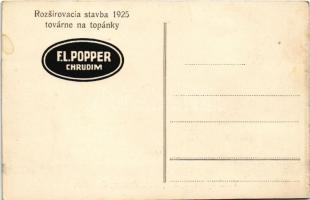 Rozširovacia stavba 1925
továrne na topánky
F.L.POPPER
CHRUDIM